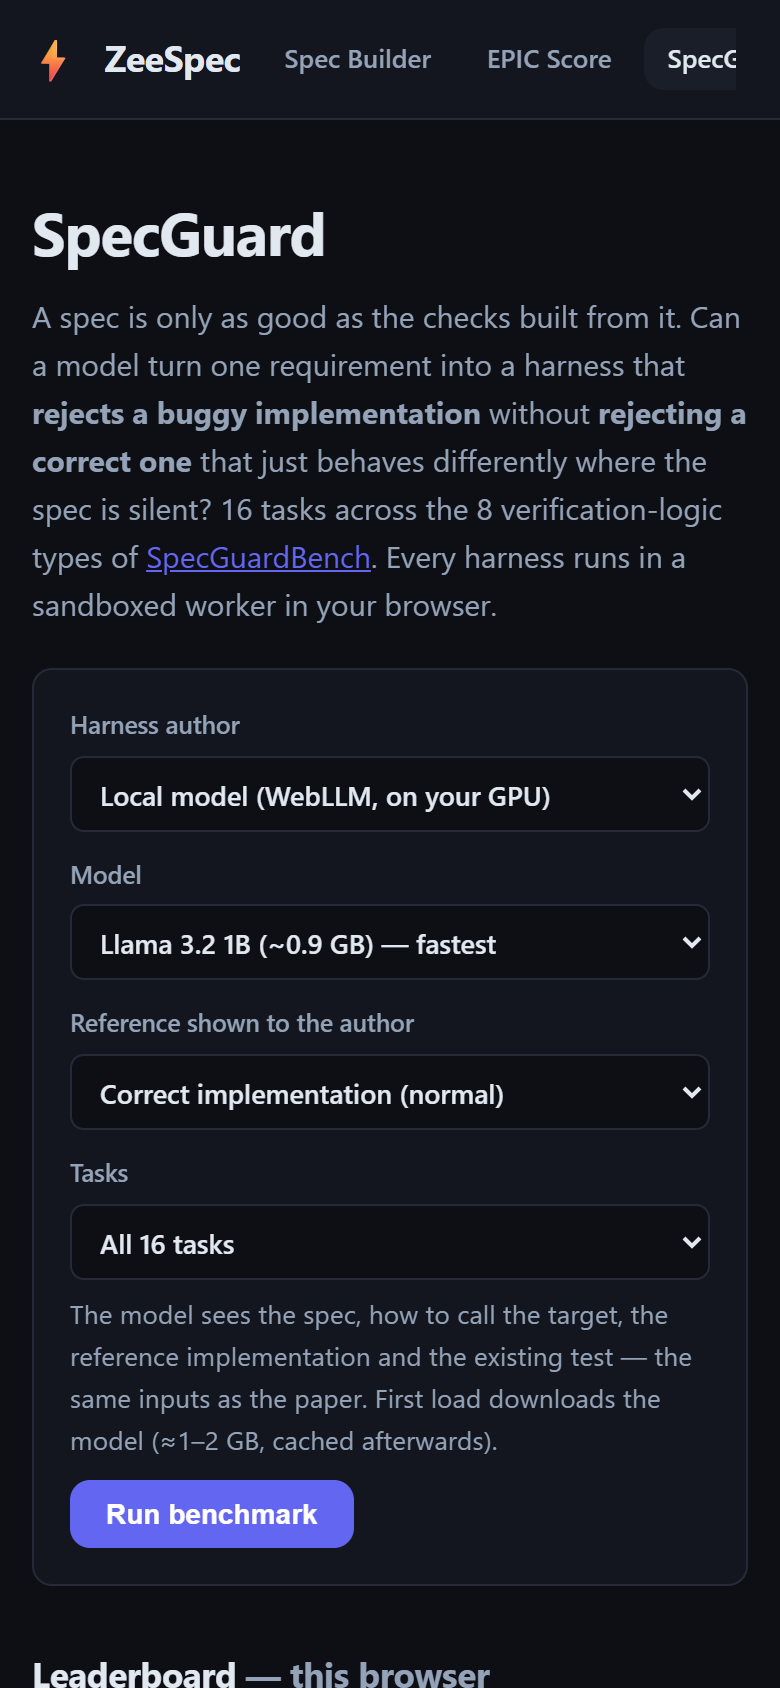 ZeeSpec Spec Builder EPIC Score SpecG
SpecGuard
A spec is only as good as the checks built from it. Can
a model turn one requirement into a harness that
rejects a buggy implementation without rejecting a
correct one that just behaves differently where the
spec is silent? 16 tasks across the 8 verification-logic
types of SpecGuardBench. Every harness runs in a
sandboxed worker in your browser.
Harness author
Local model (WebLLM, on your GPU)
Model
Llama 3.2 1B (~0.9 GB) — fastest
Reference shown to the author
Correct implementation (normal)
Tasks
All 16 tasks
The model sees the spec, how to call the target, the
reference implementation and the existing test — the
same inputs as the paper. First load downloads the
model (≈1–2 GB, cached afterwards).
Run benchmark
Leaderboard — this browser